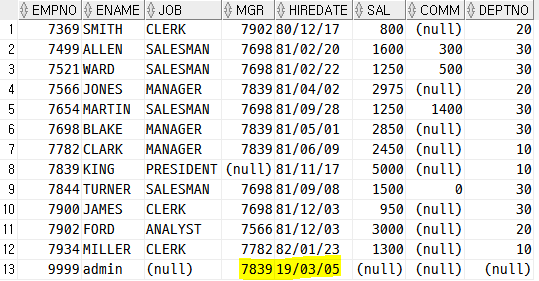 EMPNO ENAME JOB MGR HIREDATE SAL COMM DEPTNO
1 7369 SMITH CLERK 7902 80/12/17 800 (null) 20
2 7499 ALLEN SALESMAN 7698 81/02/20 1600 300 30
3 7521 WARD SALESMAN 7698 81/02/22 1250 500 30
4 7566 JONES MANAGER 7839 81/04/02 2975 (null) 20
5 7654 MARTIN SALESMAN 7698 81/09/28 1250 1400 30
6 7698 BLAKE MANAGER 7839 81/05/01 2850 (null) 30
7 7782 CLARK MANAGER 7839 81/06/09 2450 (null) 10
8 7839 KING PRESIDENT (null) 81/11/17 5000 (null) 10
9 7844 TURNER SALESMAN 7698 81/09/08 1500 0 30
10 7900 JAMES CLERK 7698 81/12/03 950 (null) 30
11 7902 FORD ANALYST 7566 81/12/03 3000 (null) 20
12 7934 MILLER CLERK 7782 82/01/23 1300 (null) 10
13 9999 admin (null) 7839 19/03/05 (null) (null) (null)